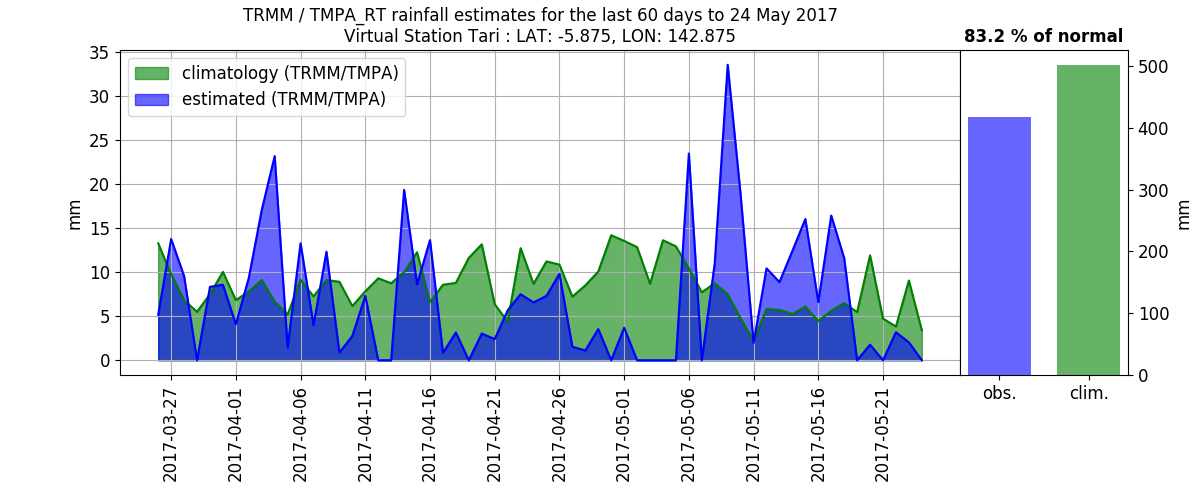 TRMM / TMPA_RT rainfall estimates for the last 60 days to 24 May 2017
Virtual Station Tari : LAT: -5.875, LON: 142.875
83.2 % of normal
climatology (TRMM/TMPA)
estimated (TRMM/TMPA)
mm
35
30
25
20
15
10
5
0
2017-03-27
2017-04-01
2017-04-06
2017-04-11
2017-04-16
2017-04-21
2017-04-26
2017-05-01
2017-05-06
2017-05-11
2017-05-16
2017-05-21
obs.
clim.
500
400
300
200
100
0
mm